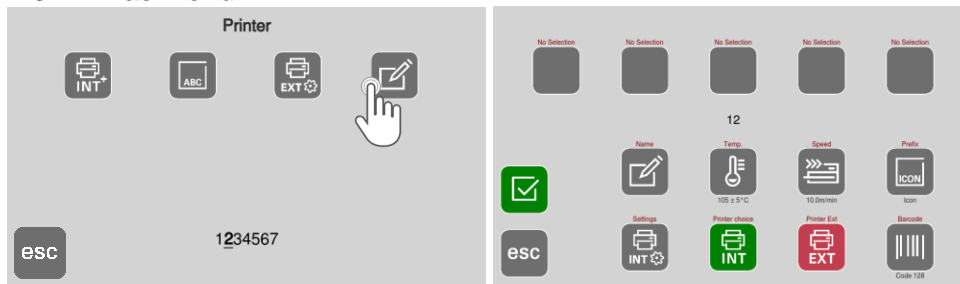 Printer
INT+
ABC
EXT
1234567
esc
No Selection No Selection No Selection No Selection No Selection
12
Name Temp. Speed Prefix
ICON
105 ± 5°C 10.0m/min Icon
Settings Printer choice Printer Ext Barcode
esc INT INT EXT
Code 128